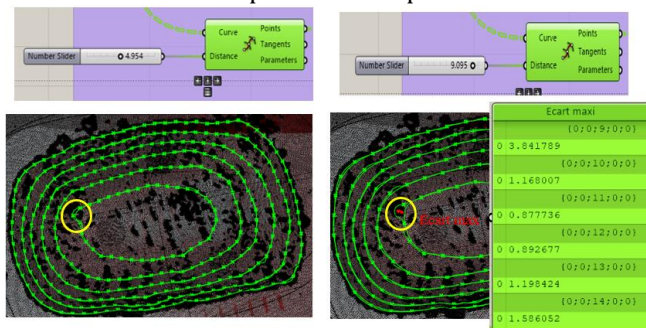 Curve
Points
Tangents
Distance
Parameters
Number Slider
4.954
Curve
Points
Tangents
Distance
Parameters
Number Slider
9.095
Ecart maxi
Ecart maxi
{0;0;9;0;0}
0 3.841789
{0;0;10;0;0}
0 1.168007
{0;0;11;0;0}
0 0.877736
{0;0;12;0;0}
0 0.892677
{0;0;13;0;0}
0 1.198424
{0;0;14;0;0}
0 1.586052